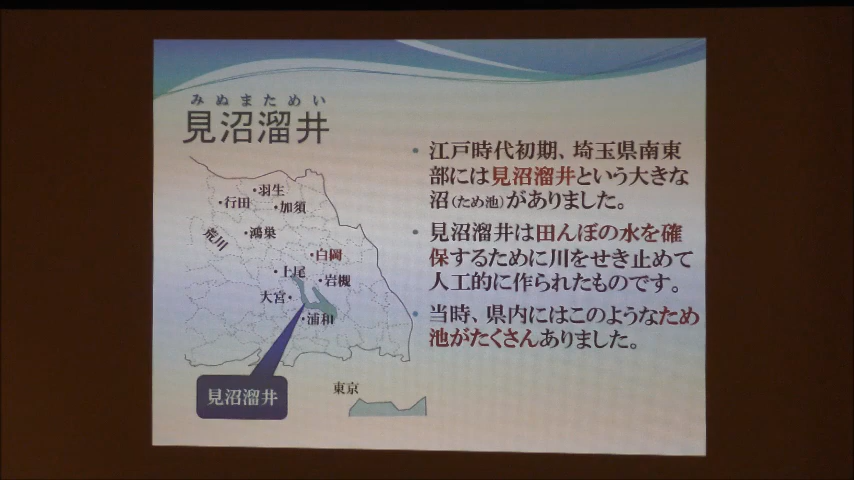 みぬまためい
見沼溜井
・江戸時代初期、埼玉県南東
部には見沼溜井という大きな
沼(ため池)がありました。
・見沼溜井は田んぼの水を確
保するために川をせき止めて
人工的に作られたものです。
・当時、県内にはこのようなため
池がたくさんありました。
・羽生
・行田
・加須
荒川
・鴻巣
・白岡
・上尾
・岩槻
大宮・
・浦和
見沼溜井
東京